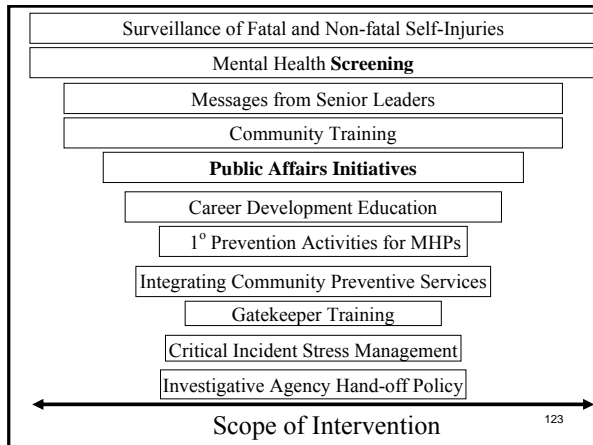 Surveillance of Fatal and Non-fatal Self-Injuries
Mental Health Screening
Messages from Senior Leaders
Community Training
Public Affairs Initiatives
Career Development Education
1° Prevention Activities for MHPs
Integrating Community Preventive Services
Gatekeeper Training
Critical Incident Stress Management
Investigative Agency Hand-off Policy
Scope of Intervention
123